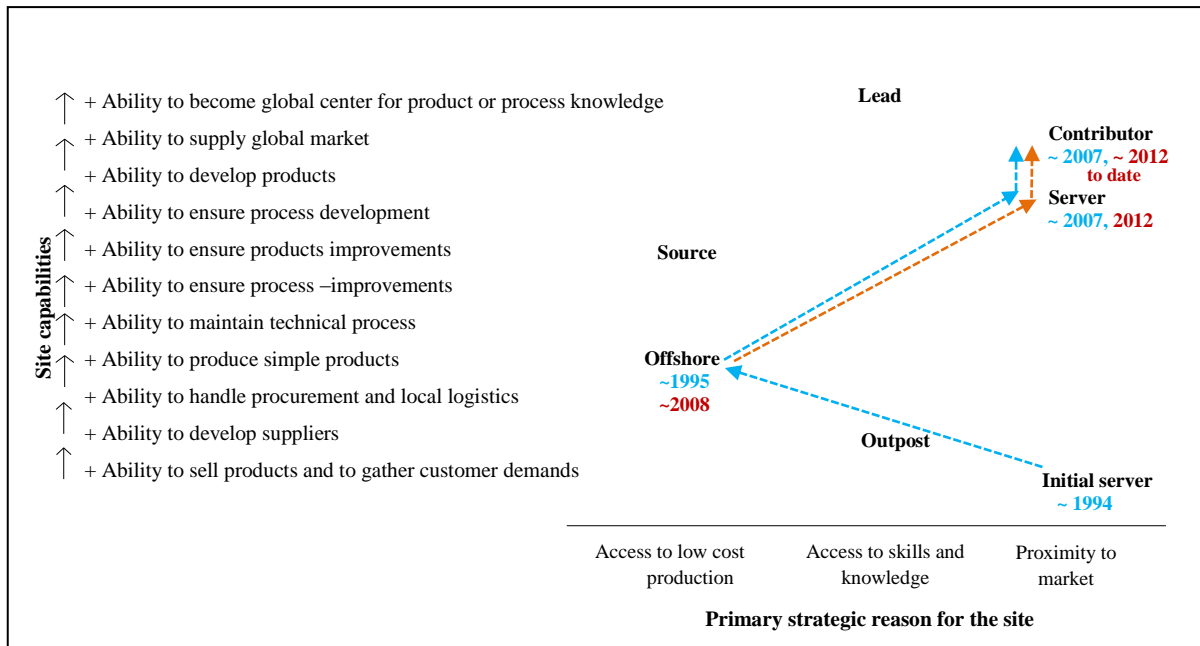 Site capabilities
+ Ability to become global center for product or process knowledge
+ Ability to supply global market
+ Ability to develop products
+ Ability to ensure process development
+ Ability to ensure products improvements
+ Ability to ensure process –improvements
+ Ability to maintain technical process
+ Ability to produce simple products
+ Ability to handle procurement and local logistics
+ Ability to develop suppliers
+ Ability to sell products and to gather customer demands
Lead
Contributor
~ 2007, ~ 2012
to date
Server
~ 2007, 2012
Source
Offshore
~1995
~2008
Outpost
Initial server
~ 1994
Access to low cost
production
Access to skills and
knowledge
Proximity to
market
Primary strategic reason for the site